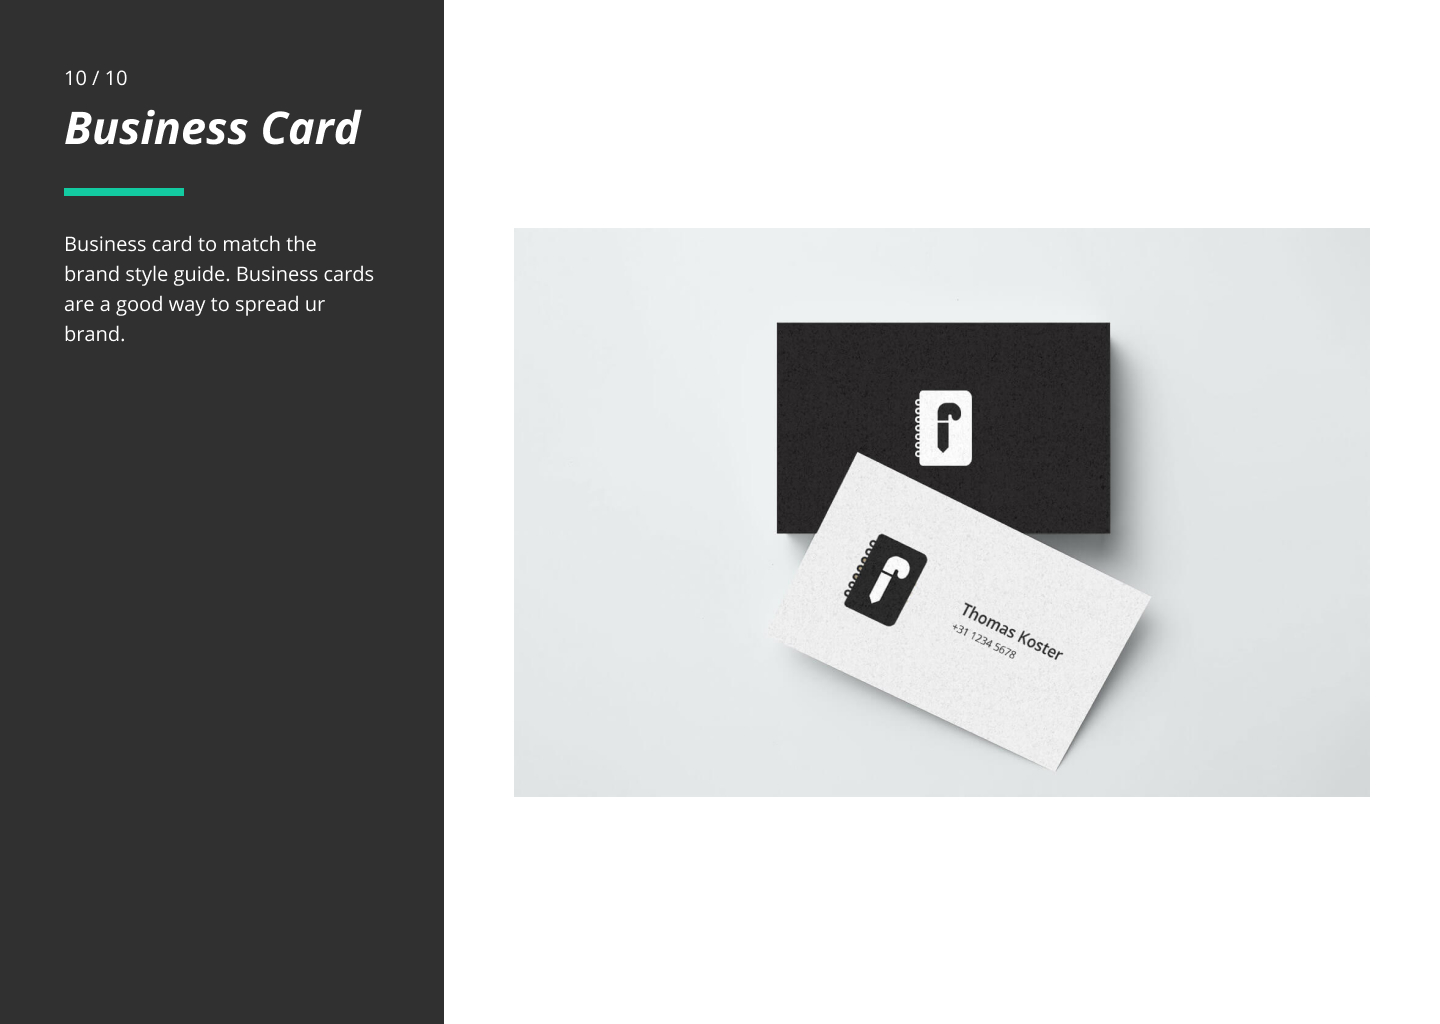 10 / 10
Business Card
Business card to match the
brand style guide. Business cards
are a good way to spread ur
brand.
Thomas Koster
+31 1234 5678